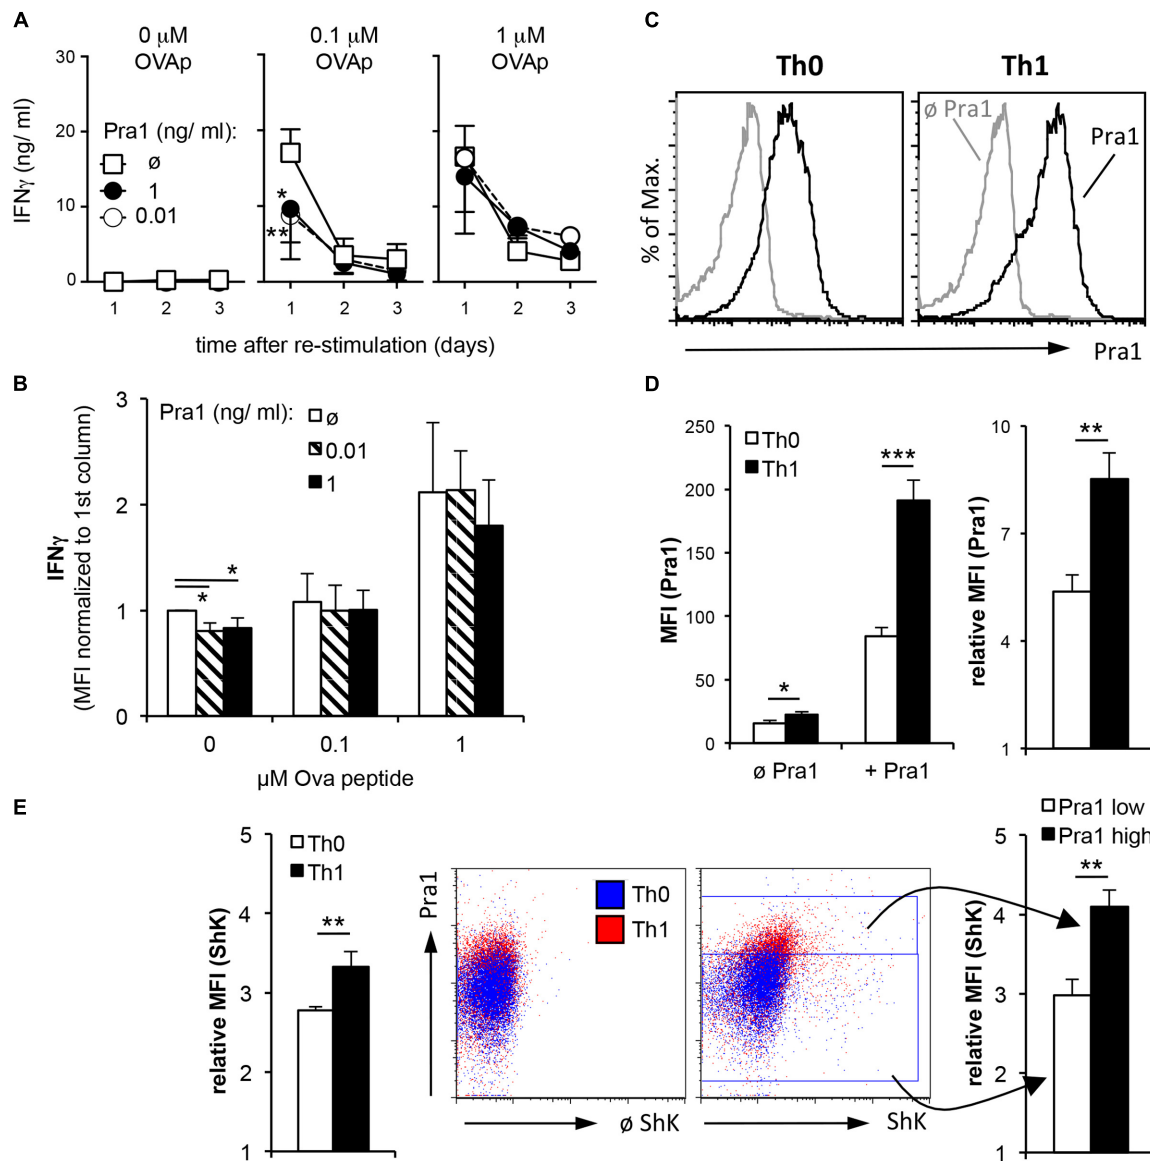 A
0 µM
OVAp
0.1 µM
OVAp
1 µM
OVAp
IFNγ (ng/ ml)
30
20
10
0
Pra1 (ng/ ml):
ø
1
0.01
*
**
1 2 3
1 2 3
1 2 3
time after re-stimulation (days)
B
Pra1 (ng/ ml):
ø
0.01
1
IFNγ
(MFI normalized to 1st column)
3
2
1
0
*
*
0 0.1 1
µM Ova peptide
C
Th0 Th1
% of Max.
ø Pra1
Pra1
Pra1
D
MFI (Pra1)
250
200
150
100
50
0
Th0
Th1
*
***
ø Pra1 + Pra1
relative MFI (Pra1)
10
7
4
1
**
E
relative MFI (ShK)
5
4
3
2
1
Th0
Th1
**
Pra1
Th0
Th1
ø ShK
ShK
Pra1 low
Pra1 high
relative MFI (ShK)
5
4
3
2
1
**